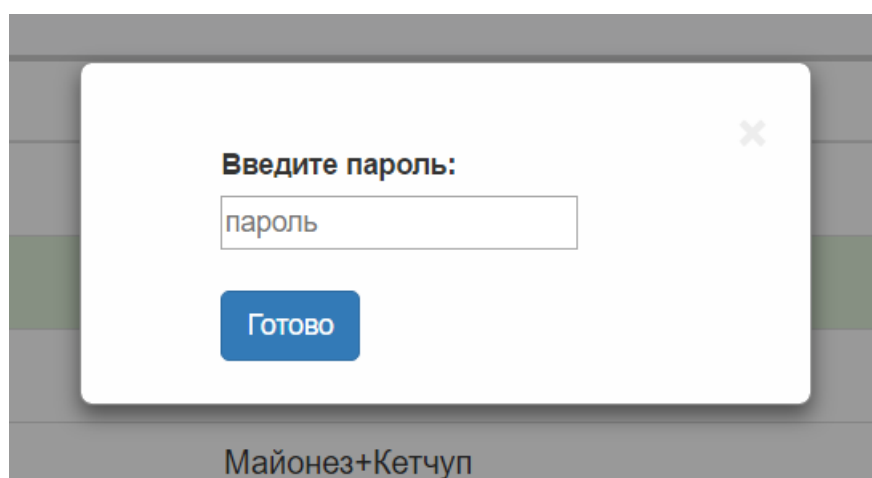 Введите пароль:
пароль
Готово
Майонез+Кетчуп